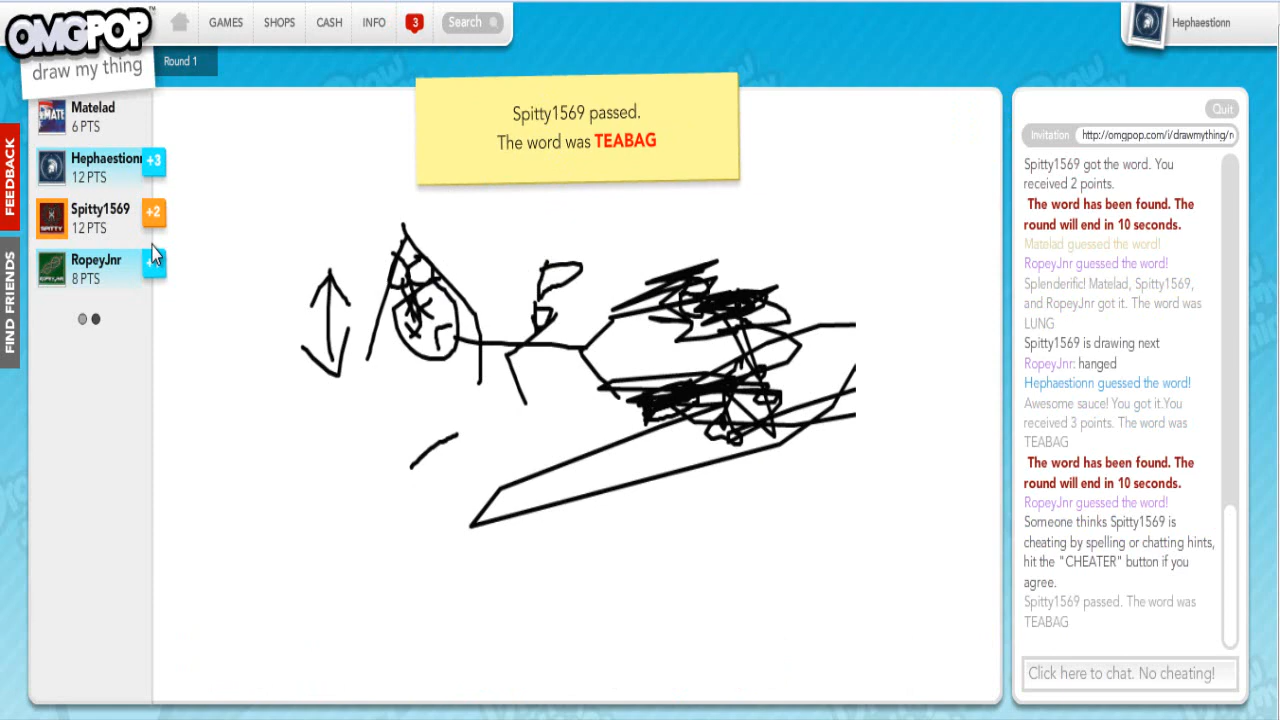 OMGPOP
draw my thing
GAMES
SHOPS
CASH
INFO
3
Search
Hephaestionn
Round 1
FEEDBACK
FIND FRIENDS
Matelad
6 PTS
Hephaestionn
+3
12 PTS
Spitty1569
+2
12 PTS
RopeyJnr
8 PTS
Spitty1569 passed.
The word was TEABAG
Quit
Invitation http://omgpop.com/i/drawmything/
Spitty1569 got the word. You
received 2 points.
The word has been found. The
round will end in 10 seconds.
Matelad guessed the word!
RopeyJnr guessed the word!
Splenderific! Matelad, Spitty1569,
and RopeyJnr got it. The word was
LUNG
Spitty1569 is drawing next
RopeyJnr: hanged
Hephaestionn guessed the word!
Awesome sauce! You got it.You
received 3 points. The word was
TEABAG
The word has been found. The
round will end in 10 seconds.
RopeyJnr guessed the word!
Someone thinks Spitty1569 is
cheating by spelling or chatting hints,
hit the "CHEATER" button if you
agree.
Spitty1569 passed. The word was
TEABAG
Click here to chat. No cheating!